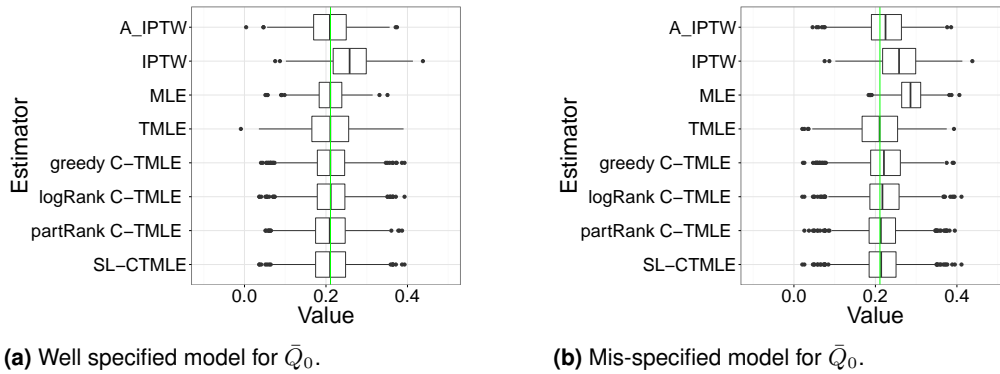 Estimator
A_IPTW
IPTW
MLE
TMLE
greedy C−TMLE
logRank C−TMLE
partRank C−TMLE
SL−CTMLE
0.0 0.2 0.4
Value
(a) Well specified model for Q̄₀.
Estimator
A_IPTW
IPTW
MLE
TMLE
greedy C−TMLE
logRank C−TMLE
partRank C−TMLE
SL−CTMLE
0.0 0.2 0.4
Value
(b) Mis-specified model for Q̄₀.